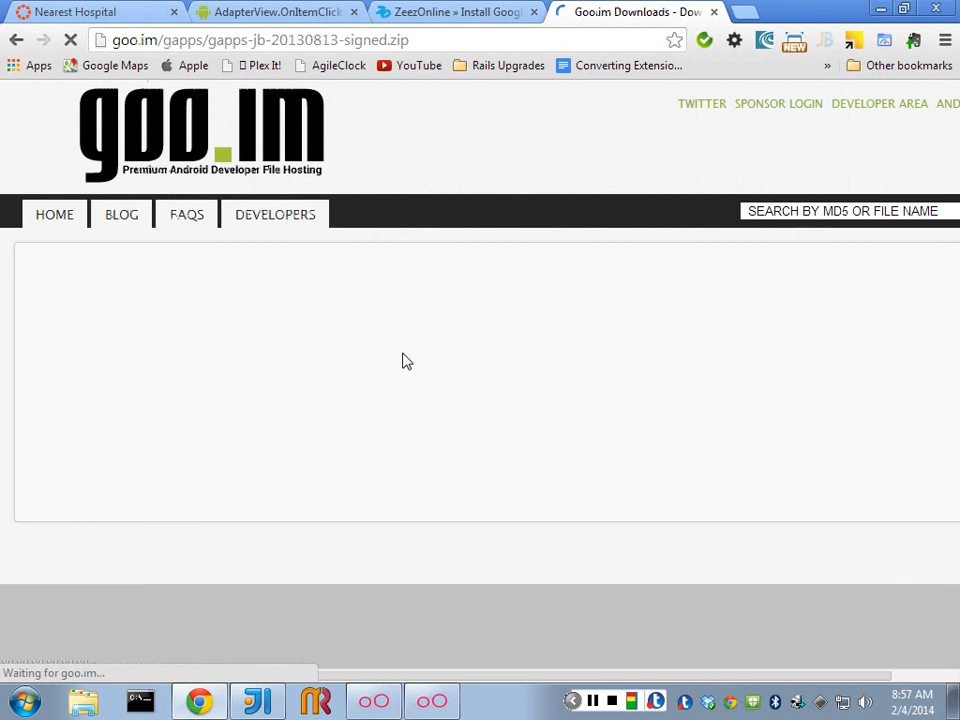 Nearest Hospital
AdapterView.OnItemClick
ZeezOnline » Install Googl
Goo.im Downloads - Dow
goo.im/gapps/gapps-jb-20130813-signed.zip
NEW
JB
Apps
Google Maps
Apple
Plex It!
AgileClock
YouTube
Rails Upgrades
Converting Extensio...
»
Other bookmarks
goo.im
Premium Android Developer File Hosting
TWITTER SPONSOR LOGIN DEVELOPER AREA AND
HOME
BLOG
FAQS
DEVELOPERS
SEARCH BY MD5 OR FILE NAME
Waiting for goo.im...
8:57 AM
2/4/2014